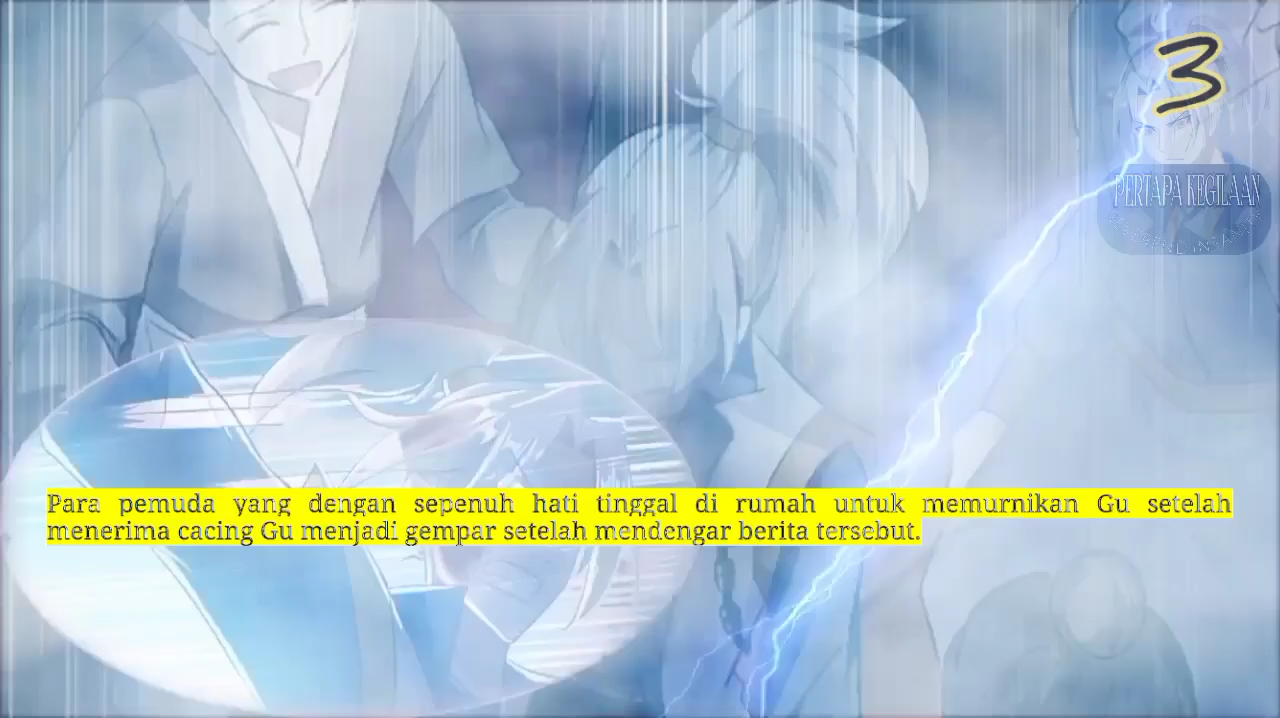 3
PERTAPA KEGILAAN
Para pemuda yang dengan sepenuh hati tinggal di rumah untuk memurnikan Gu setelah
menerima cacing Gu menjadi gempar setelah mendengar berita tersebut.